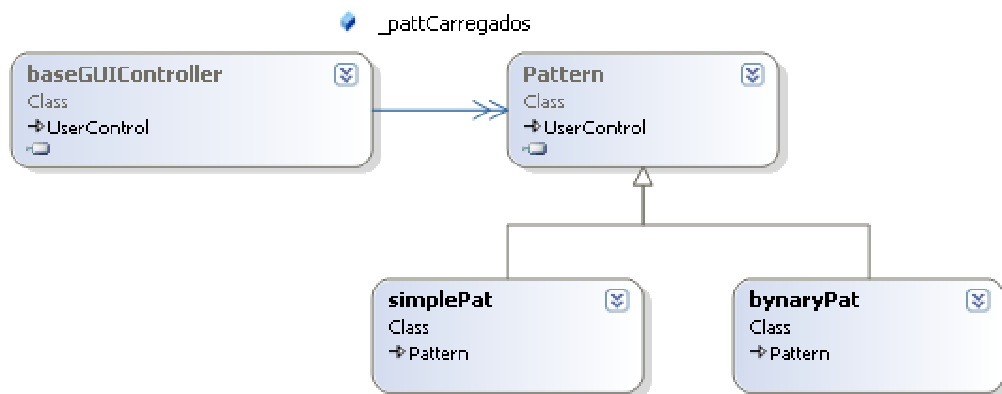 _pattCarregados
baseGUIController
Class
UserControl
Pattern
Class
UserControl
simplePat
Class
Pattern
bynaryPat
Class
Pattern